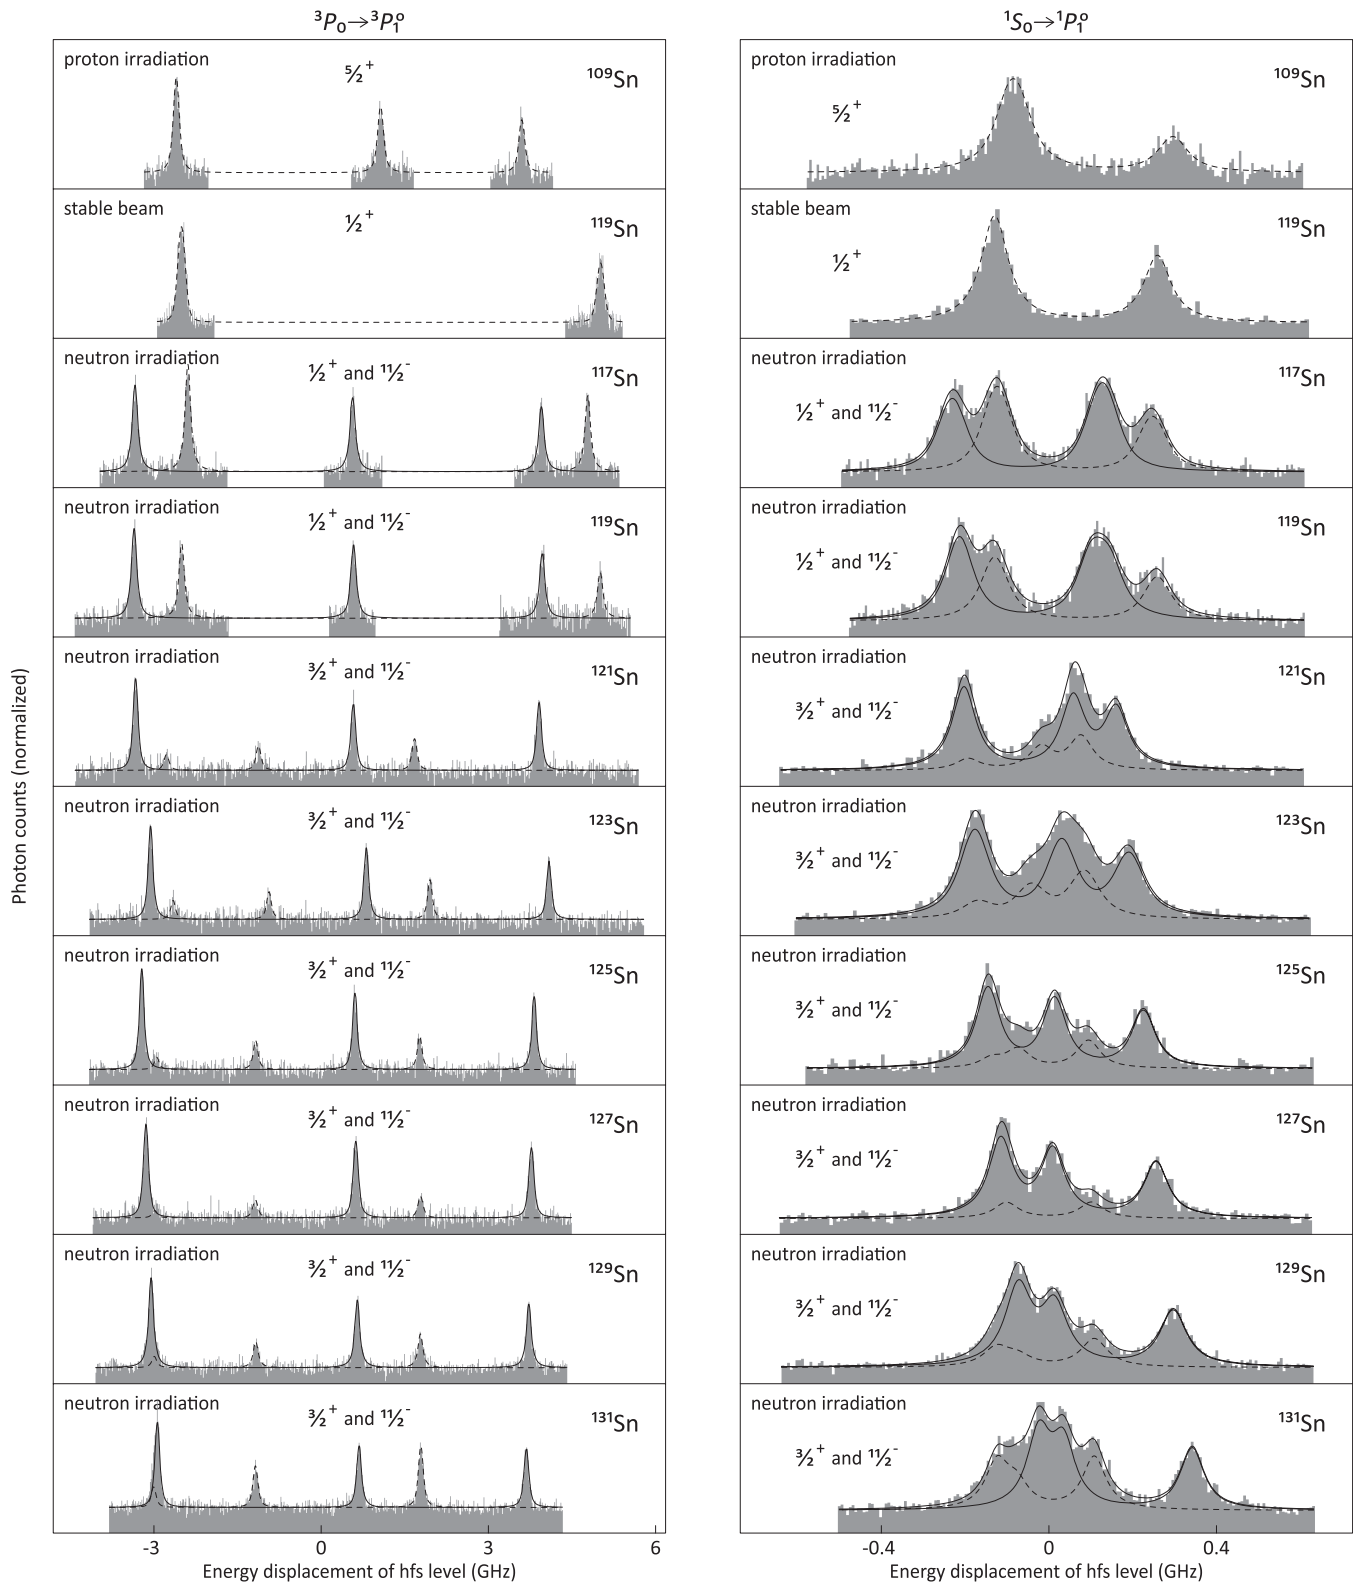 ³P₀→³P₁º
¹S₀→¹P₁º
proton irradiation
⁵⁄₂⁺
¹⁰⁹Sn
proton irradiation
⁵⁄₂⁺
¹⁰⁹Sn
stable beam
½⁺
¹¹⁹Sn
stable beam
½⁺
¹¹⁹Sn
neutron irradiation
½⁺ and ¹¹⁄₂⁻
¹¹⁷Sn
neutron irradiation
½⁺ and ¹¹⁄₂⁻
¹¹⁷Sn
neutron irradiation
½⁺ and ¹¹⁄₂⁻
¹¹⁹Sn
neutron irradiation
½⁺ and ¹¹⁄₂⁻
¹¹⁹Sn
neutron irradiation
³⁄₂⁺ and ¹¹⁄₂⁻
¹²¹Sn
neutron irradiation
³⁄₂⁺ and ¹¹⁄₂⁻
¹²¹Sn
neutron irradiation
³⁄₂⁺ and ¹¹⁄₂⁻
¹²³Sn
neutron irradiation
³⁄₂⁺ and ¹¹⁄₂⁻
¹²³Sn
neutron irradiation
³⁄₂⁺ and ¹¹⁄₂⁻
¹²⁵Sn
neutron irradiation
³⁄₂⁺ and ¹¹⁄₂⁻
¹²⁵Sn
neutron irradiation
³⁄₂⁺ and ¹¹⁄₂⁻
¹²⁷Sn
neutron irradiation
³⁄₂⁺ and ¹¹⁄₂⁻
¹²⁷Sn
neutron irradiation
³⁄₂⁺ and ¹¹⁄₂⁻
¹²⁹Sn
neutron irradiation
³⁄₂⁺ and ¹¹⁄₂⁻
¹²⁹Sn
neutron irradiation
³⁄₂⁺ and ¹¹⁄₂⁻
¹³¹Sn
neutron irradiation
³⁄₂⁺ and ¹¹⁄₂⁻
¹³¹Sn
Photon counts (normalized)
-3 0 3 6
-0.4 0 0.4
Energy displacement of hfs level (GHz)
Energy displacement of hfs level (GHz)